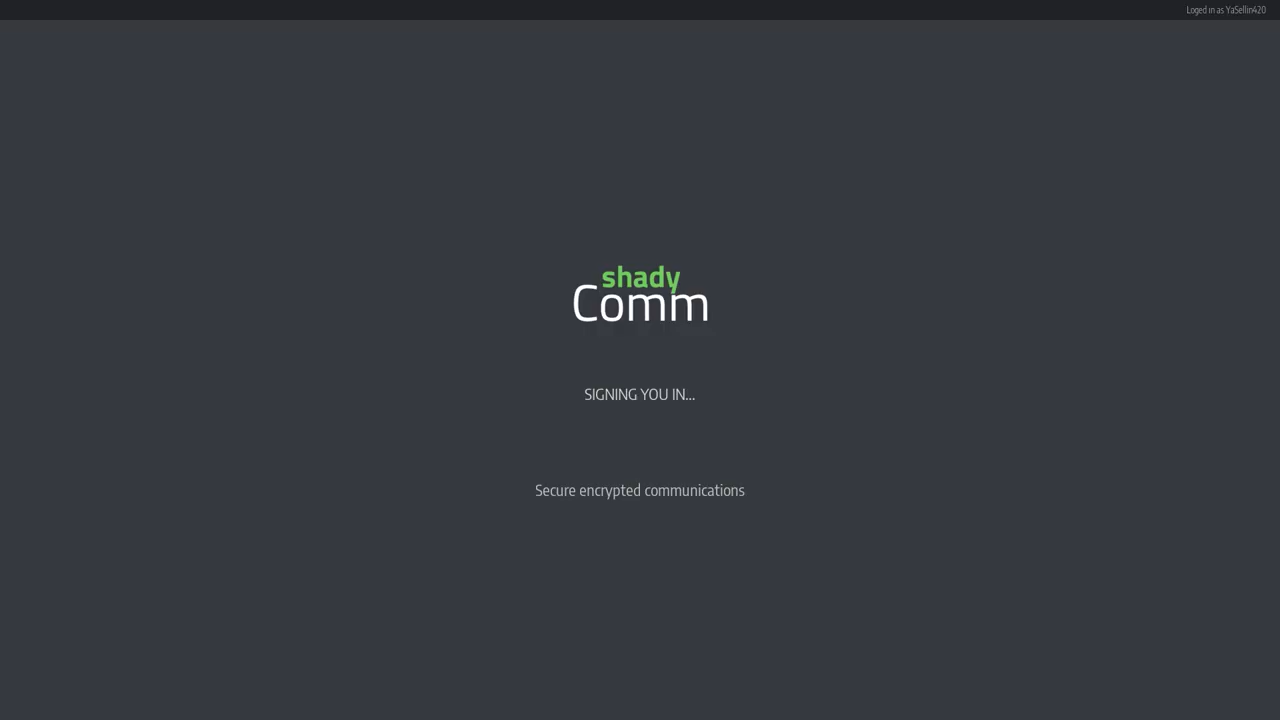 Loged in as YaSellin420
shady
Comm
SIGNING YOU IN...
Secure encrypted communications